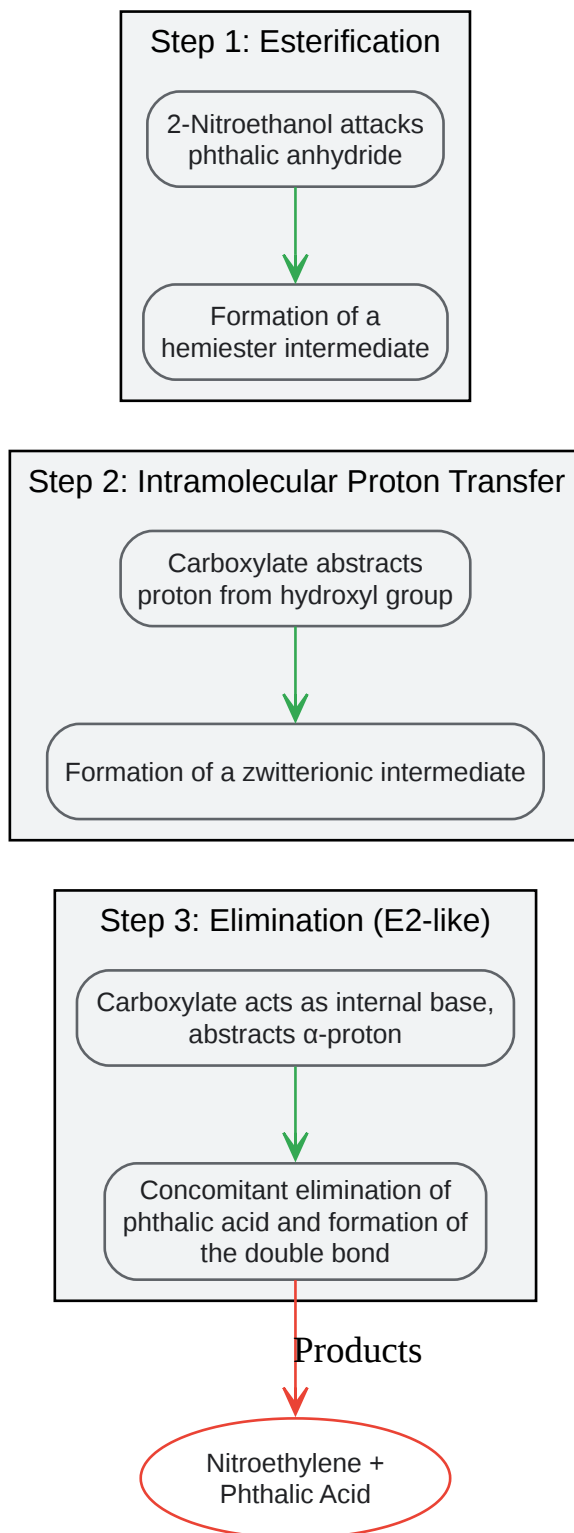 Step 1: Esterification
2-Nitroethanol attacks
phthalic anhydride
Formation of a
hemiester intermediate
Step 2: Intramolecular Proton Transfer
Carboxylate abstracts
proton from hydroxyl group
Formation of a zwitterionic intermediate
Step 3: Elimination (E2-like)
Carboxylate acts as internal base,
abstracts α-proton
Concomitant elimination of
phthalic acid and formation of
the double bond
Products
Nitroethylene +
Phthalic Acid